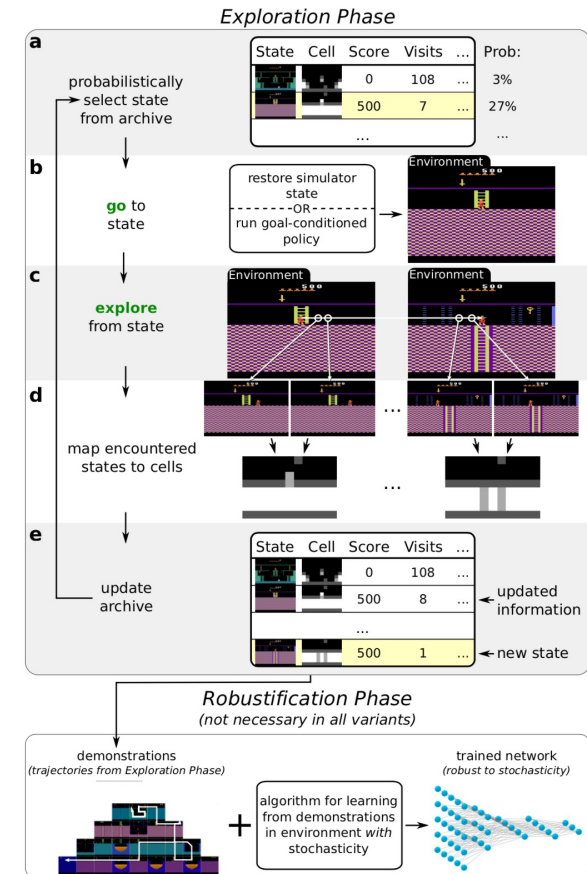 Exploration Phase
a
probabilistically
select state
from archive
State Cell Score Visits ... Prob:
0 108 ... 3%
500 7 ... 27%
... ...
b
go to
state
restore simulator
state
OR
run goal-conditioned
policy
Environment
500
c
explore
from state
Environment
500
Environment
500
d
map encountered
states to cells
...
...
e
update
archive
State Cell Score Visits ...
0 108 ...
500 8 ...
updated
information
...
500 1 ...
new state
Robustification Phase
(not necessary in all variants)
demonstrations
(trajectories from Exploration Phase)
+
algorithm for learning
from demonstrations
in environment with
stochasticity
trained network
(robust to stochasticity)